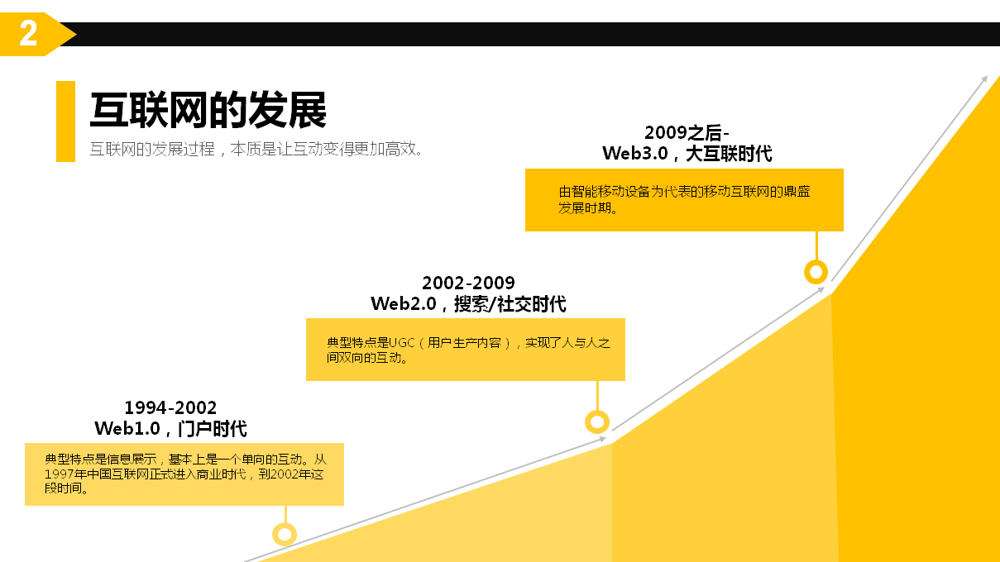 2
互联网的发展
互联网的发展过程，本质是让互动变得更加高效。
2009之后-
Web3.0，大互联时代
由智能移动设备为代表的移动互联网的鼎盛
发展时期。
2002-2009
Web2.0，搜索/社交时代
典型特点是UGC（用户生产内容），实现了人与人之
间双向的互动。
1994-2002
Web1.0，门户时代
典型特点是信息展示，基本上是一个单向的互动。从
1997年中国互联网正式进入商业时代，到2002年这
段时间。